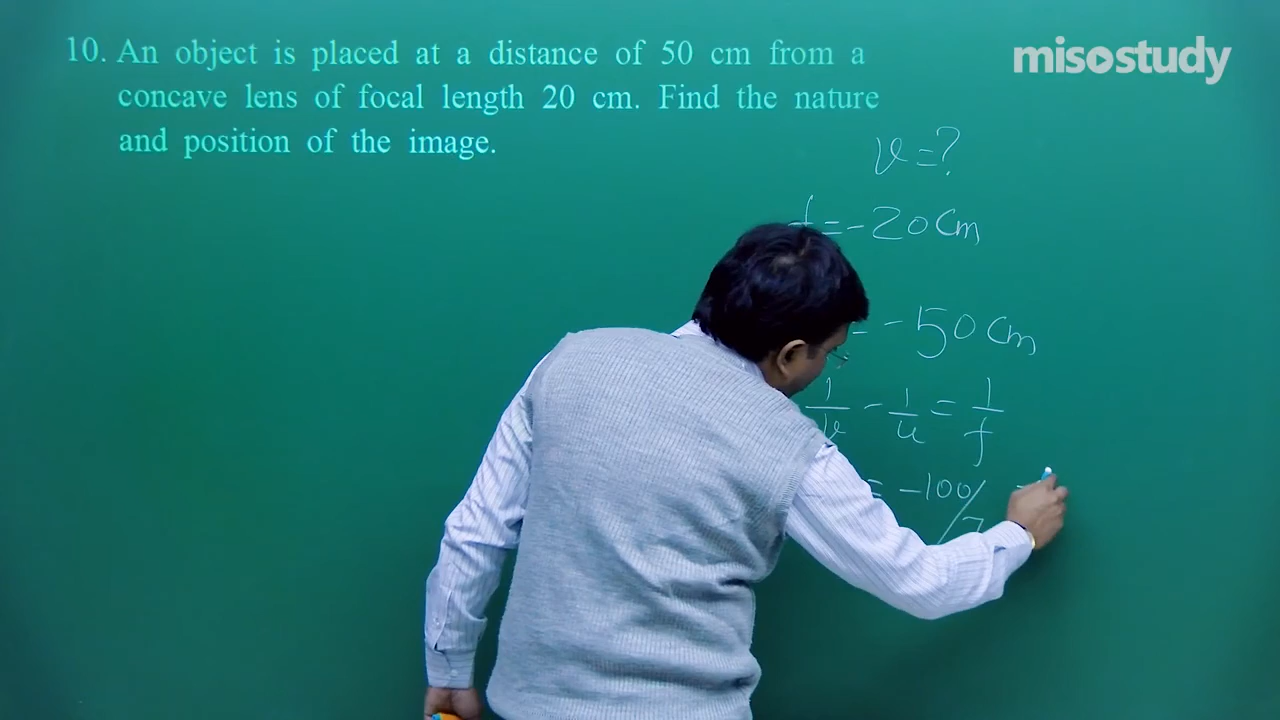 10. An object is placed at a distance of 50 cm from a
concave lens of focal length 20 cm. Find the nature
and position of the image.
misostudy
v = ?
f = -20 cm
= -50 cm
1/v - 1/u = 1/f
= -100/7